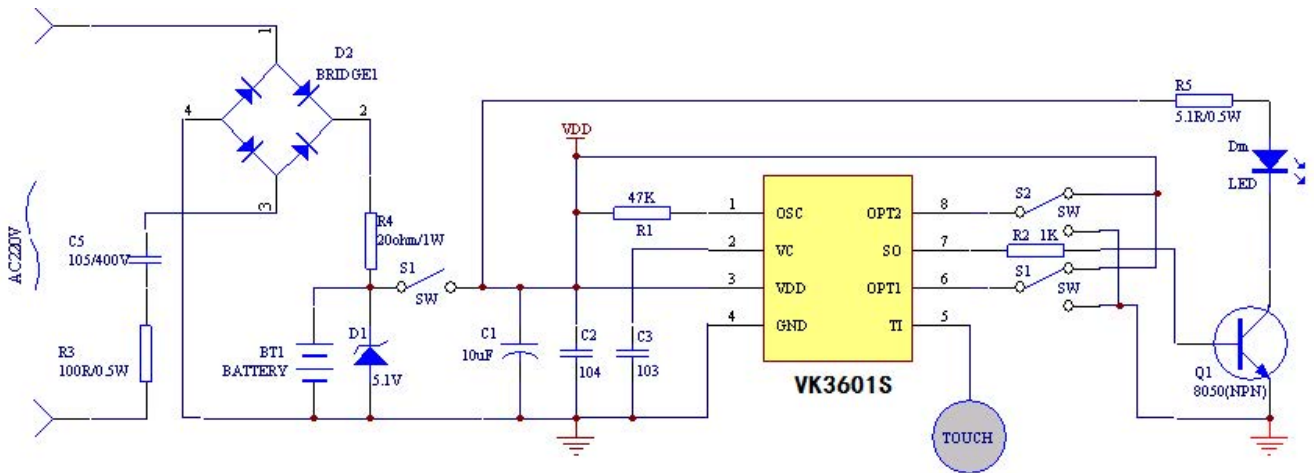 1
D2
BRIDGE1
4
2
3
AC220V
C5
105/400V
R3
100R/0.5W
R4
20ohm/1W
S1
SW
BT1
BATTERY
D1
5.1V
C1
10uF
VDD
C2
104
C3
103
47K
R1
1
2
3
4
OSC
VC
VDD
GND
OPT2
SO
OPT1
TI
8
7
6
5
VK3601S
TOUCH
S2
SW
R2 1K
S1
SW
R5
5.1R/0.5W
Dm
LED
Q1
8050(NPN)